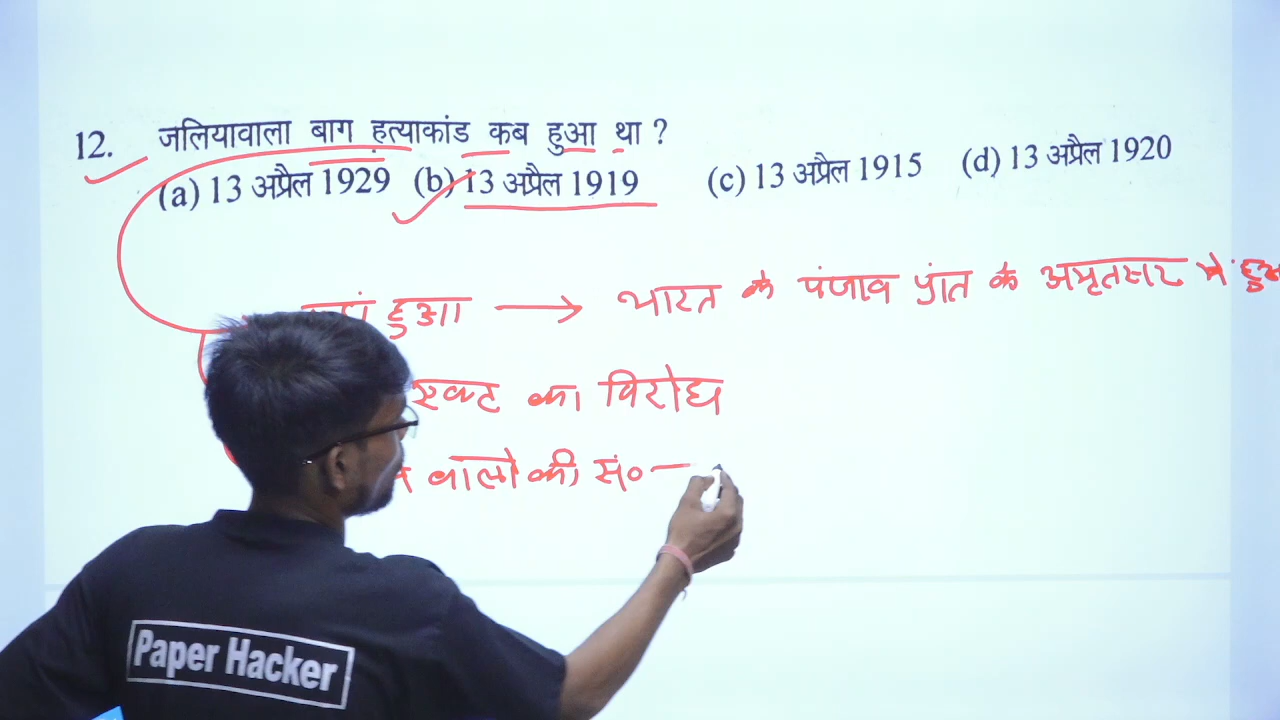 12. जलियावाला बाग हत्याकांड कब हुआ था ?
(a) 13 अप्रैल 1929 (b) 13 अप्रैल 1919 (c) 13 अप्रैल 1915 (d) 13 अप्रैल 1920
हुआ → भारत के पंजाव प्रांत के अमृतसर में हुआ
एक्ट का विरोध
वालो की सं० —
Paper Hacker